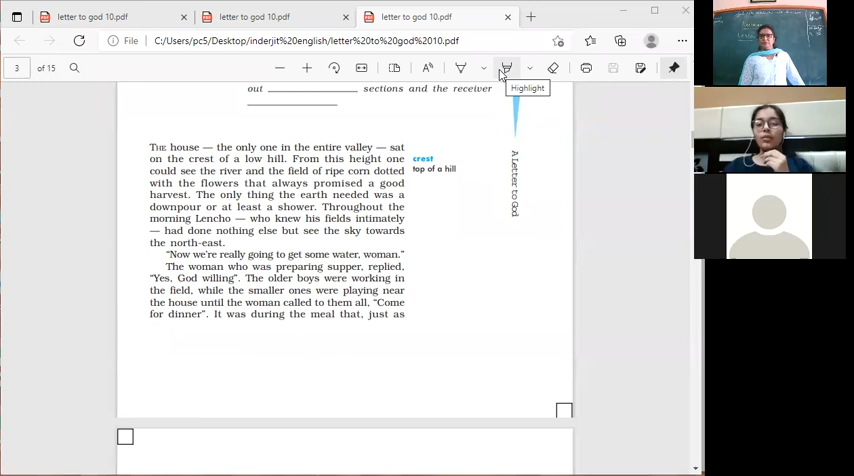 letter to god 10.pdf
letter to god 10.pdf
letter to god 10.pdf
File
C:/Users/pc5/Desktop/inderjit%20english/letter%20to%20god%2010.pdf
3
of 15
Highlight
out ______________ sections and the receiver
______________
THE house — the only one in the entire valley — sat
on the crest of a low hill. From this height one
could see the river and the field of ripe corn dotted
with the flowers that always promised a good
harvest. The only thing the earth needed was a
downpour or at least a shower. Throughout the
morning Lencho — who knew his fields intimately
— had done nothing else but see the sky towards
the north-east.
“Now we’re really going to get some water, woman.”
The woman who was preparing supper, replied,
“Yes, God willing”. The older boys were working in
the field, while the smaller ones were playing near
the house until the woman called to them all, “Come
for dinner”. It was during the meal that, just as
crest
top of a hill
A Letter to God